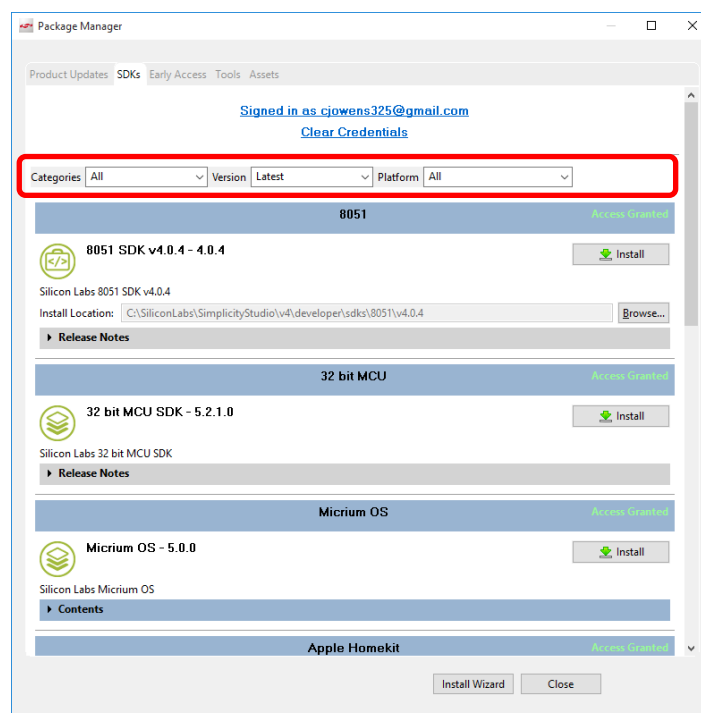 Package Manager
Product Updates SDKs Early Access Tools Assets
Signed in as cjowens325@gmail.com
Clear Credentials
Categories All Version Latest Platform All
8051 Access Granted
8051 SDK v4.0.4 - 4.0.4 Install
Silicon Labs 8051 SDK v4.0.4
Install Location: C:\SiliconLabs\SimplicityStudio\v4\developer\sdks\8051\v4.0.4 Browse...
Release Notes
32 bit MCU Access Granted
32 bit MCU SDK - 5.2.1.0 Install
Silicon Labs 32 bit MCU SDK
Release Notes
Micrium OS Access Granted
Micrium OS - 5.0.0 Install
Silicon Labs Micrium OS
Contents
Apple Homekit Access Granted
Install Wizard Close